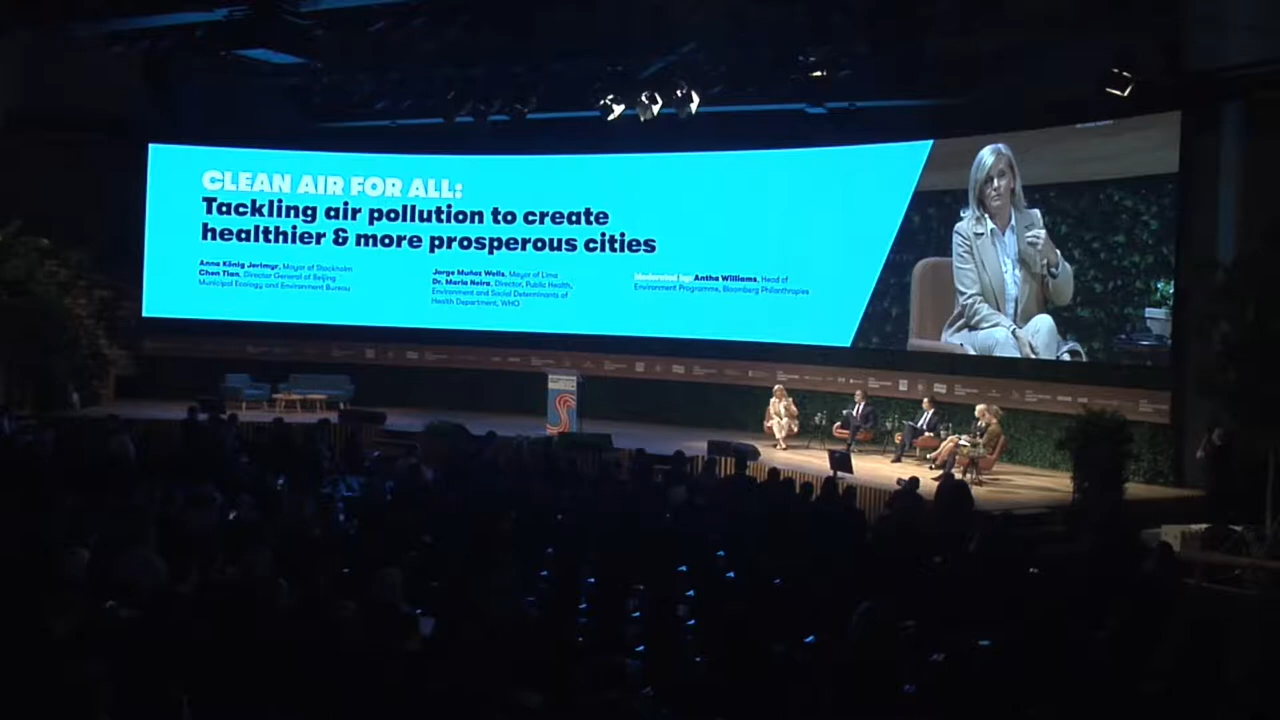 CLEAN AIR FOR ALL:
Tackling air pollution to create
healthier & more prosperous cities
Anna König Jerlmyr, Mayor of Stockholm
Chen Tian, Director General of Beijing
Municipal Ecology and Environment Bureau
Jorge Muñoz Wells, Mayor of Lima
Dr. Maria Neira, Director, Public Health,
Environment and Social Determinants of
Health Department, WHO
Moderated by: Antha Williams, Head of
Environment Programme, Bloomberg Philanthropies